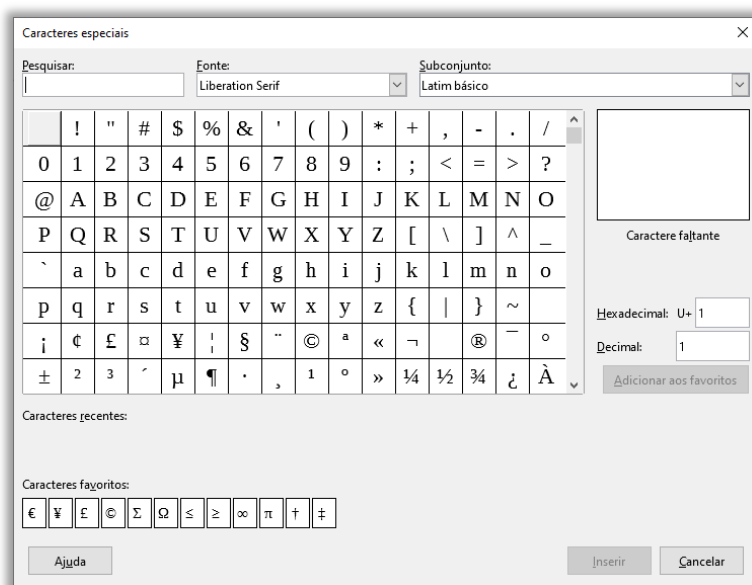 Caracteres especiais
Pesquisar: Fonte: Subconjunto:
Liberation Serif Latim básico
! " # $ % & ' ( ) * + , - . /
0 1 2 3 4 5 6 7 8 9 : ; < = > ?
@ A B C D E F G H I J K L M N O
P Q R S T U V W X Y Z [ \ ] ^ _
` a b c d e f g h i j k l m n o
p q r s t u v w x y z { | } ~
¡ ¢ £ ¤ ¥ ¦ § ¨ © ª « ¬ ® ¯ °
± ² ³ ´ µ ¶ · ¸ ¹ º » ¼ ½ ¾ ¿ À
Caractere faltante
Hexadecimal: U+ 1
Decimal: 1
Adicionar aos favoritos
Caracteres recentes:
Caracteres favoritos:
€ ¥ £ © Σ Ω ≤ ≥ ∞ π † ‡
Ajuda Inserir Cancelar